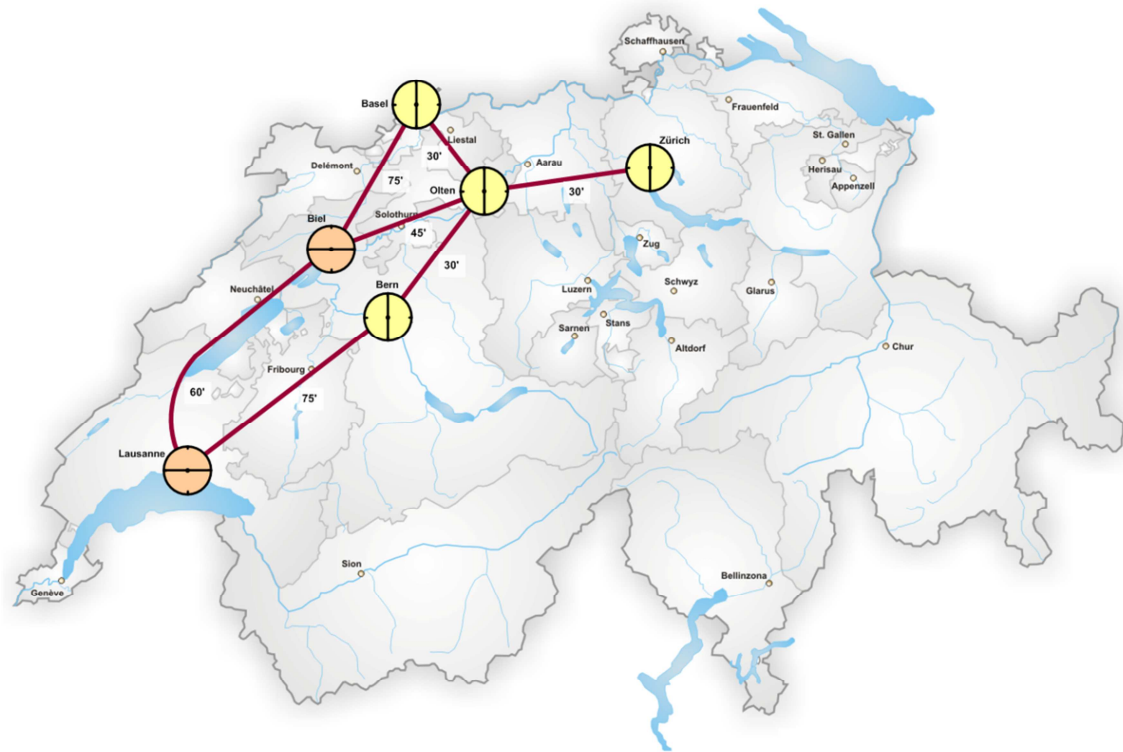 Schaffhausen
Basel
Frauenfeld
Liestal
St. Gallen
Zürich
30'
Aarau
Herisau
Delémont
75'
Olten
30'
Appenzell
Biel
Solothurn
45'
Zug
30'
Bern
Neuchâtel
Luzern
Schwyz
Glarus
Stans
Sarnen
Altdorf
Chur
Fribourg
60'
75'
Lausanne
Sion
Bellinzona
Genève